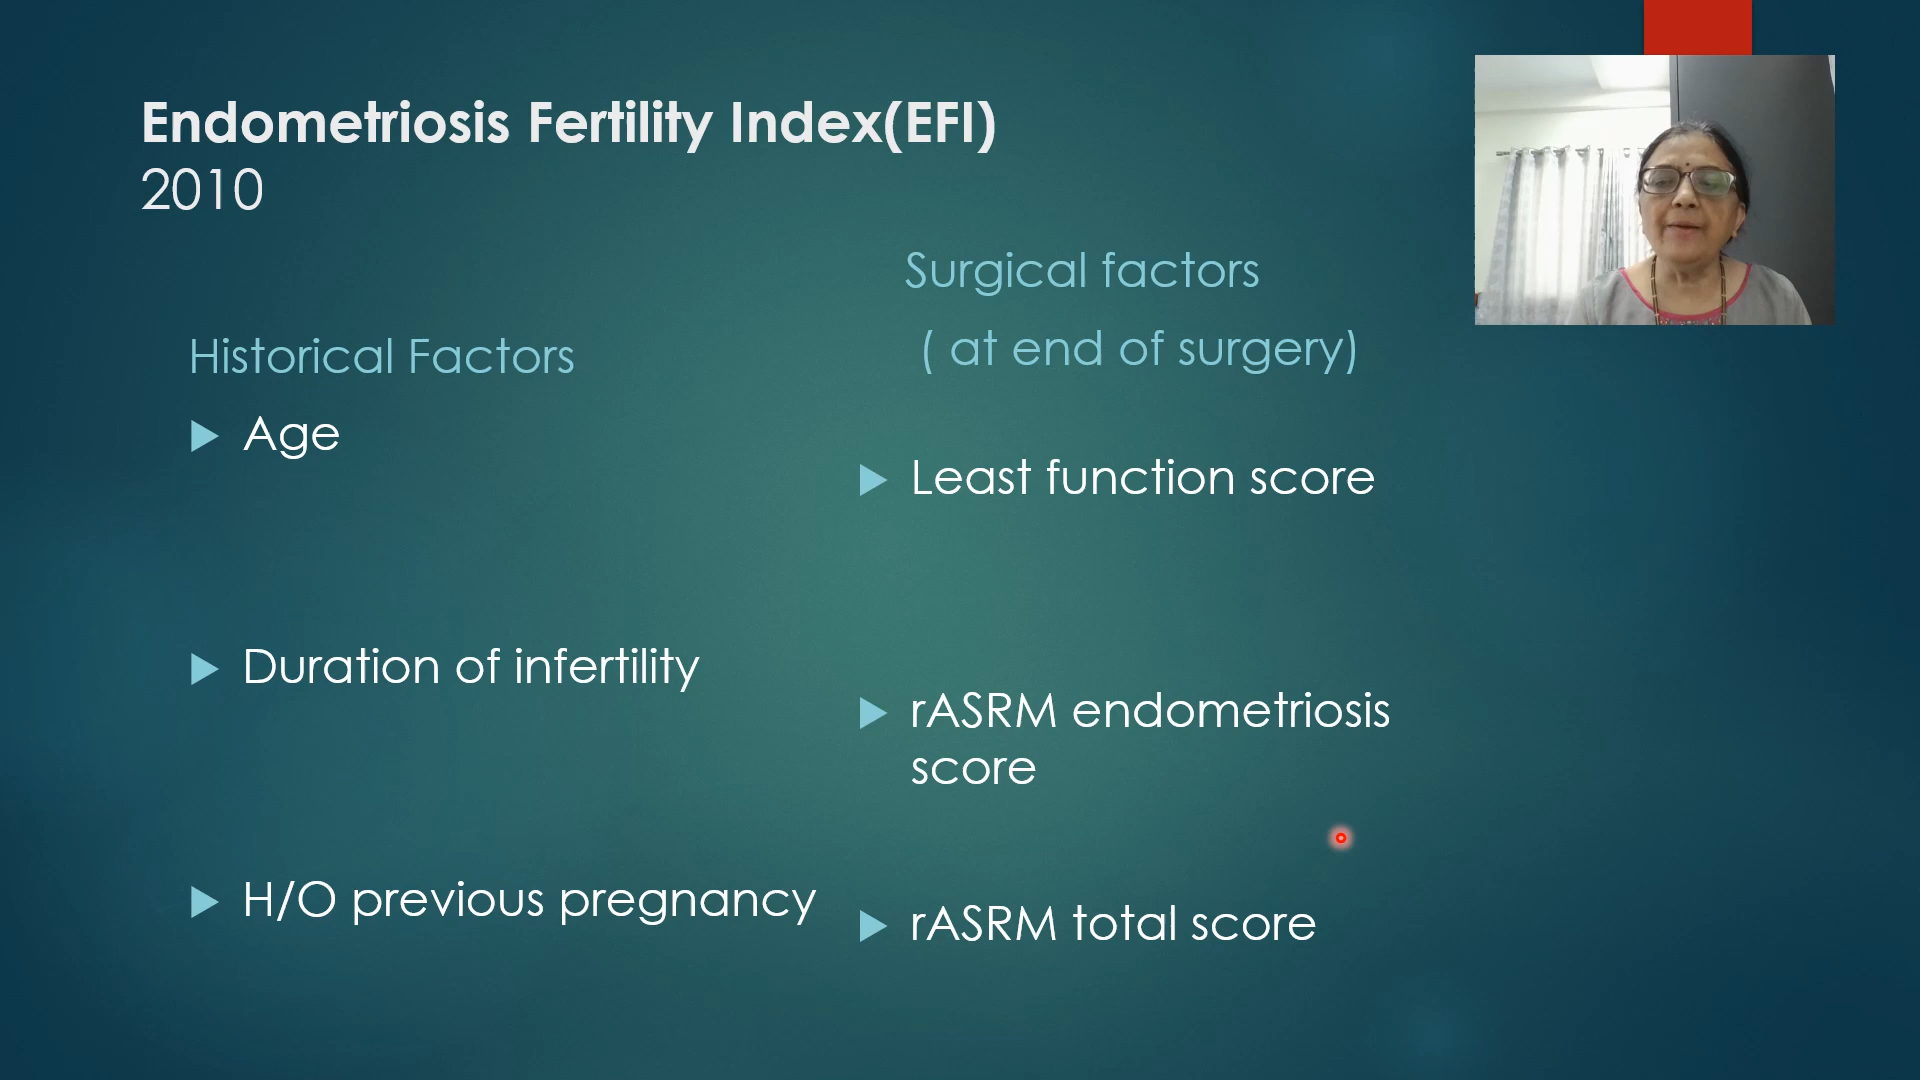 Endometriosis Fertility Index(EFI)
2010
Historical Factors
Age
Duration of infertility
H/O previous pregnancy
Surgical factors
( at end of surgery)
Least function score
rASRM endometriosis
score
rASRM total score